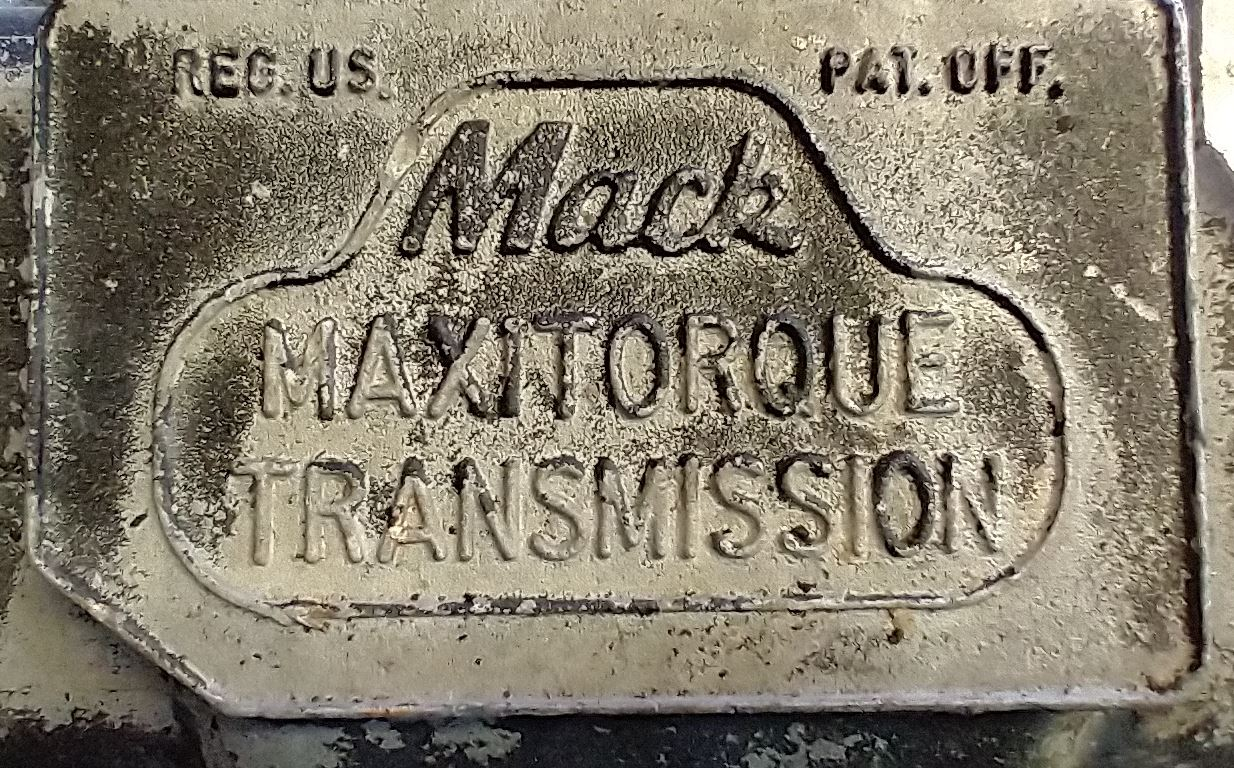 REG. US. PAT. OFF.
Mack
MAXITORQUE
TRANSMISSION